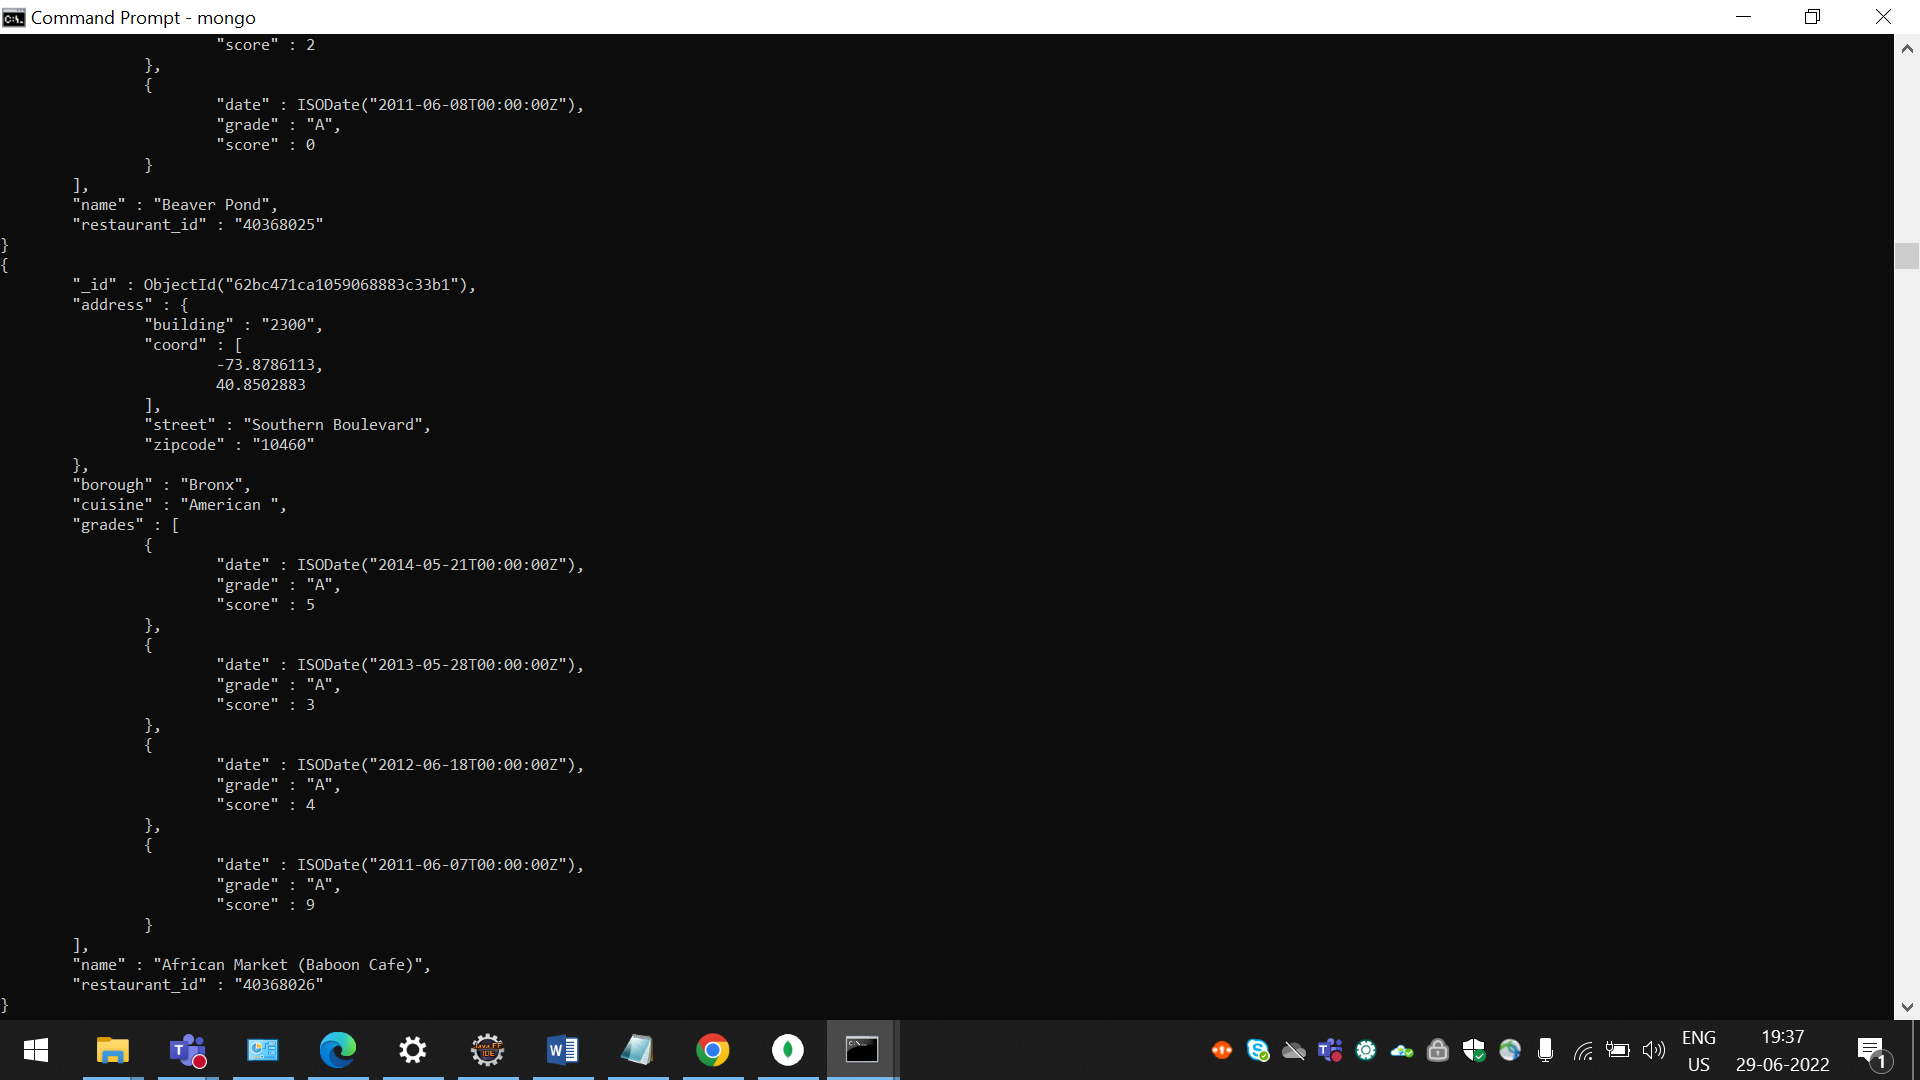 Command Prompt - mongo
"score" : 2
},
{
"date" : ISODate("2011-06-08T00:00:00Z"),
"grade" : "A",
"score" : 0
}
],
"name" : "Beaver Pond",
"restaurant_id" : "40368025"
}
{
"_id" : ObjectId("62bc471ca1059068883c33b1"),
"address" : {
"building" : "2300",
"coord" : [
-73.8786113,
40.8502883
],
"street" : "Southern Boulevard",
"zipcode" : "10460"
},
"borough" : "Bronx",
"cuisine" : "American ",
"grades" : [
{
"date" : ISODate("2014-05-21T00:00:00Z"),
"grade" : "A",
"score" : 5
},
{
"date" : ISODate("2013-05-28T00:00:00Z"),
"grade" : "A",
"score" : 3
},
{
"date" : ISODate("2012-06-18T00:00:00Z"),
"grade" : "A",
"score" : 4
},
{
"date" : ISODate("2011-06-07T00:00:00Z"),
"grade" : "A",
"score" : 9
}
],
"name" : "African Market (Baboon Cafe)",
"restaurant_id" : "40368026"
}
ENG 19:37
US 29-06-2022
1